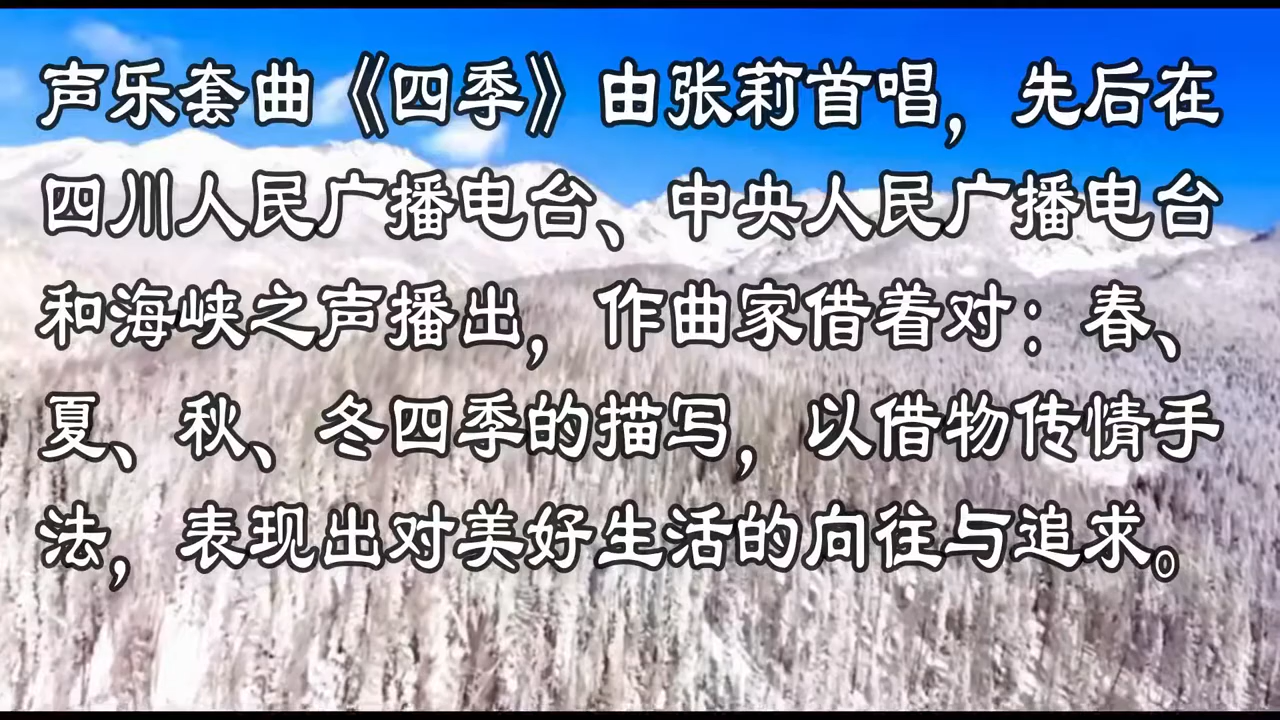 声乐套曲《四季》由张莉首唱，先后在
四川人民广播电台、中央人民广播电台
和海峡之声播出，作曲家借着对：春、
夏、秋、冬四季的描写，以借物传情手
法，表现出对美好生活的向往与追求。